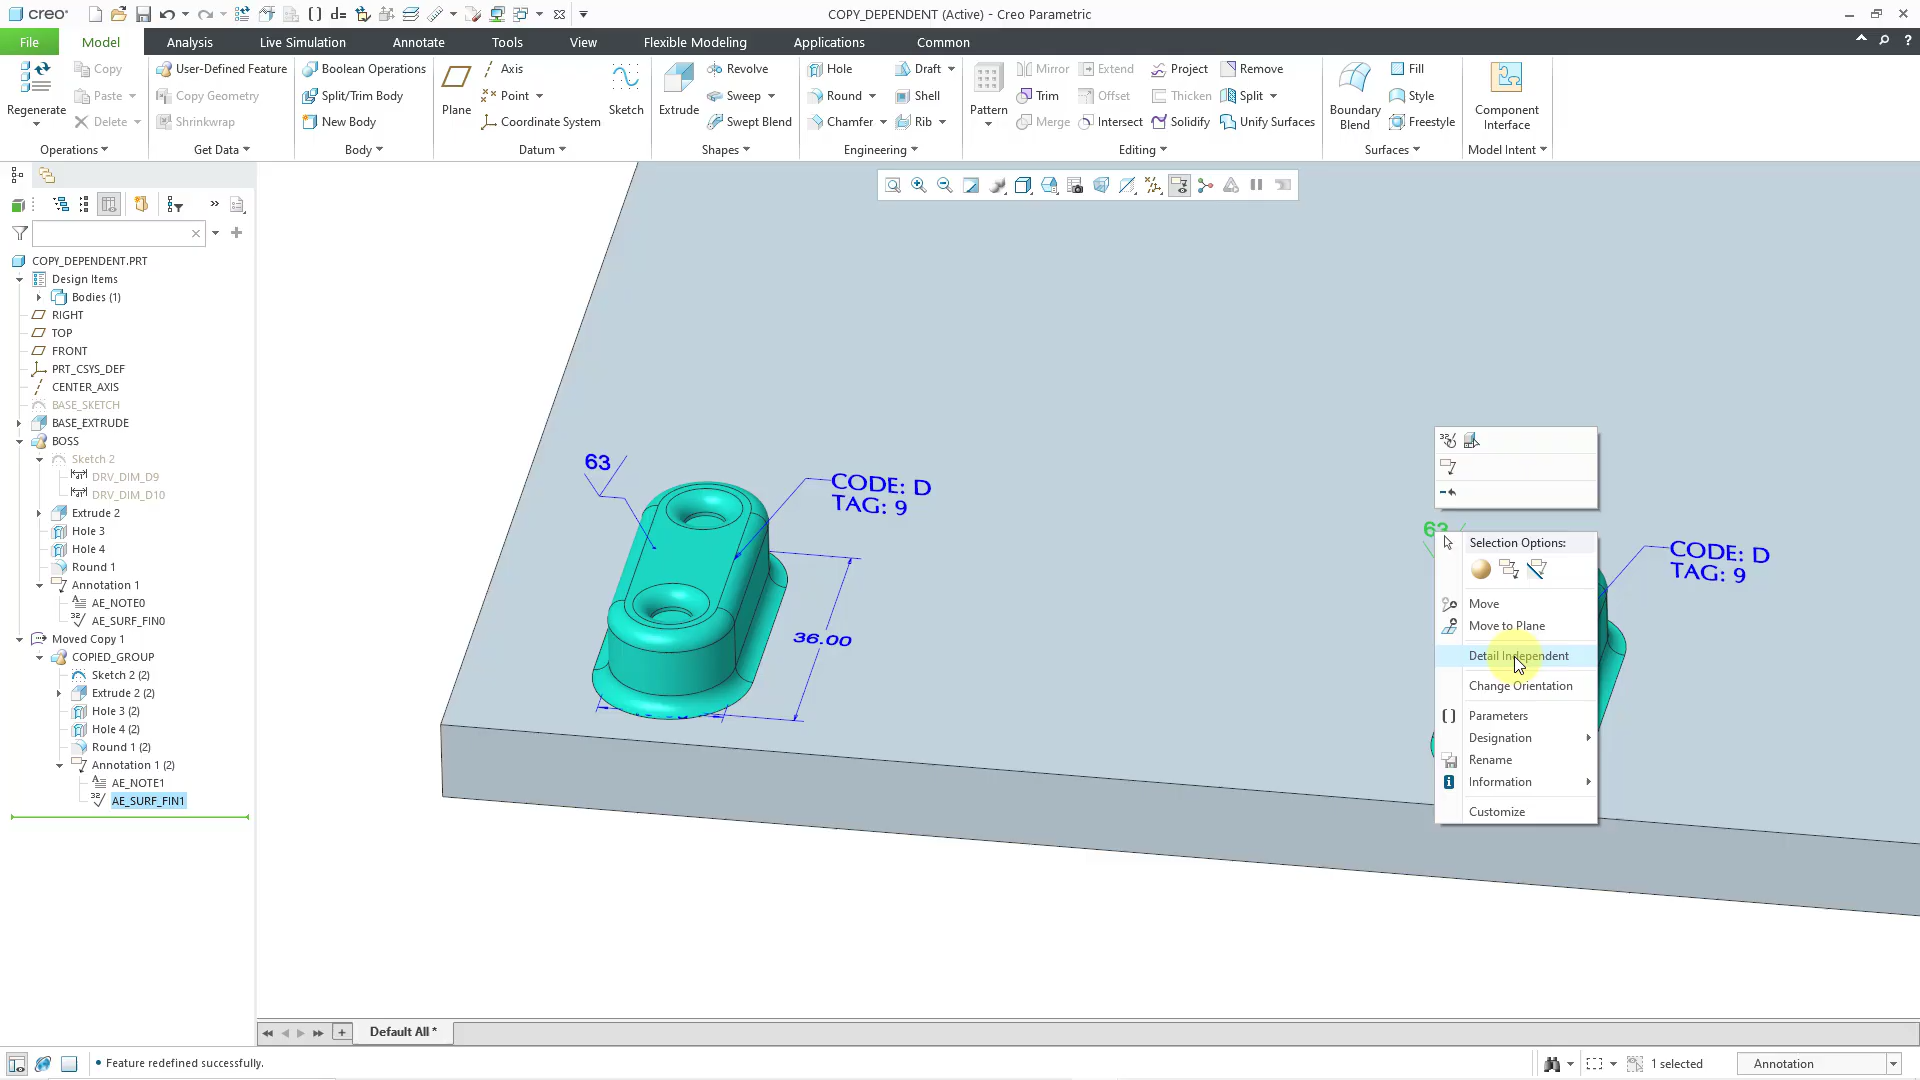 creo
COPY_DEPENDENT (Active) - Creo Parametric
File
Model
Analysis
Live Simulation
Annotate
Tools
View
Flexible Modeling
Applications
Common
Regenerate
Copy
Paste
Delete
Operations
User-Defined Feature
Copy Geometry
Shrinkwrap
Get Data
Boolean Operations
Split/Trim Body
New Body
Body
Plane
Axis
Point
Coordinate System
Sketch
Datum
Extrude
Revolve
Sweep
Swept Blend
Shapes
Hole
Round
Chamfer
Draft
Shell
Rib
Engineering
Pattern
Mirror
Trim
Merge
Extend
Offset
Intersect
Project
Thicken
Solidify
Remove
Split
Unify Surfaces
Editing
Boundary
Blend
Fill
Style
Freestyle
Surfaces
Component
Interface
Model Intent
COPY_DEPENDENT.PRT
Design Items
Bodies (1)
RIGHT
TOP
FRONT
PRT_CSYS_DEF
CENTER_AXIS
BASE_SKETCH
BASE_EXTRUDE
BOSS
Sketch 2
DRV_DIM_D9
DRV_DIM_D10
Extrude 2
Hole 3
Hole 4
Round 1
Annotation 1
AE_NOTE0
AE_SURF_FIN0
Moved Copy 1
COPIED_GROUP
Sketch 2 (2)
Extrude 2 (2)
Hole 3 (2)
Hole 4 (2)
Round 1 (2)
Annotation 1 (2)
AE_NOTE1
AE_SURF_FIN1
63
CODE: D
TAG: 9
36.00
63
CODE: D
TAG: 9
Selection Options:
Move
Move to Plane
Detail Independent
Change Orientation
Parameters
Designation
Rename
Information
Customize
Default All *
• Feature redefined successfully.
1 selected
Annotation